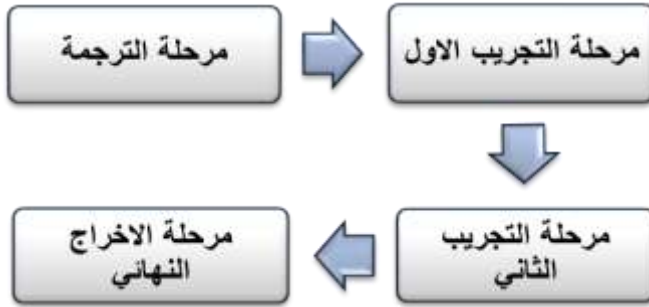 مرحلة الترجمة
مرحلة التجريب الاول
مرحلة التجريب
الثاني
مرحلة الاخراج
النهائي